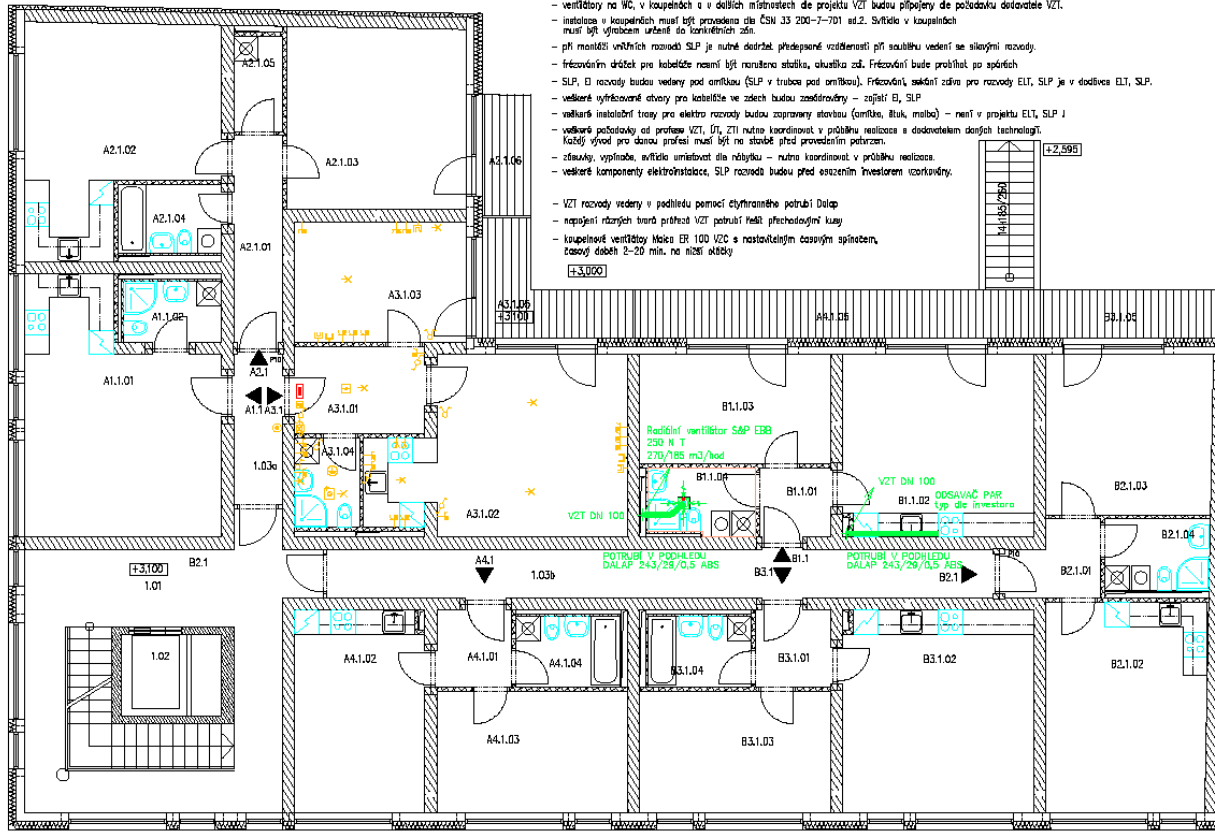 - ventilátory na WC, v koupelnách a v dalších místnostech dle projektu VZT budou připojeny dle požadavku dodavatele VZT.
- instalace v koupelnách musí být provedena dle ČSN 33 200-7-701 ed.2. Svítidla v koupelnách
musí být výrobcem určené do konkrétních zón.
- při montáži vnitřních rozvodů SLP je nutné dodržet předepsané vzdálenosti při souběhu vedení se silovými rozvody.
- frézováním drážek pro kabeláže nesmí být narušena statika, akustika zdí. Frézování bude probíhat po spárách
- SLP, El rozvody budou vedeny pod omítkou (SLP v trubce pod omítkou). Frézování, sekání zdiva pro rozvody ELT, SLP je v dodávce ELT, SLP.
- veškeré vyfrézované otvory pro kabeláže ve zdech budou zasádrovány - zajistí El, SLP
- veškeré instalační trasy pro elektro rozvody budou zapraveny stavbou (omítka, štuk, malba) - není v projektu ELT, SLP !
- veškeré požadavky od profese VZT, ÚT, ZTI nutno koordinovat v průběhu realizace s dodavatelem daných technologií.
Každý vývod pro danou profesi musí být na stavbě před provedením potvrzen.
- zásuvky, vypínače, svítidla umísťovat dle nábytku - nutno koordinovat v průběhu realizace.
- veškeré komponenty elektroinstalace, SLP rozvodů budou před osazením investorem vzorkovány.
- VZT rozvody vedeny v podhledu pomocí čtyřhranného potrubí Dalap
- napojení různých tvarů průřezů VZT potrubí řešit přechodovými kusy
- koupelnové ventilátory Maico ER 100 VZC s nastavitelným časovým spínačem,
časový doběh 2-20 min. na nižší otáčky
+3,000
+2,595
14x185/260
A2.1.05
A2.1.02
A2.1.03
A2.1.06
A2.1.04
A2.1.01
A3.1.03
A3.1.06
+3,100
A4.1.05
B3.1.05
A1.1.02
A1.1.01
P10
A2.1
A1.1
A3.1
A3.1.01
A3.1.04
1.03a
A3.1.02
B1.1.03
Radiální ventilátor S&P EBB
250 N T
270/185 m3/hod
B1.1.04
B1.1.01
VZT DN 100
VZT DN 100
B1.1.02
ODSAVAČ PAR
typ dle investora
B2.1.03
B2.1.04
B2.1
+3,100
1.01
A4.1
1.03b
POTRUBÍ V PODHLEDU
DALAP 243/29/0,5 ABS
B1.1
B3.1
POTRUBÍ V PODHLEDU
DALAP 243/29/0,5 ABS
B2.1
P10
B2.1.01
1.02
A4.1.02
A4.1.01
A4.1.04
B3.1.04
B3.1.01
B3.1.02
B2.1.02
A4.1.03
B3.1.03